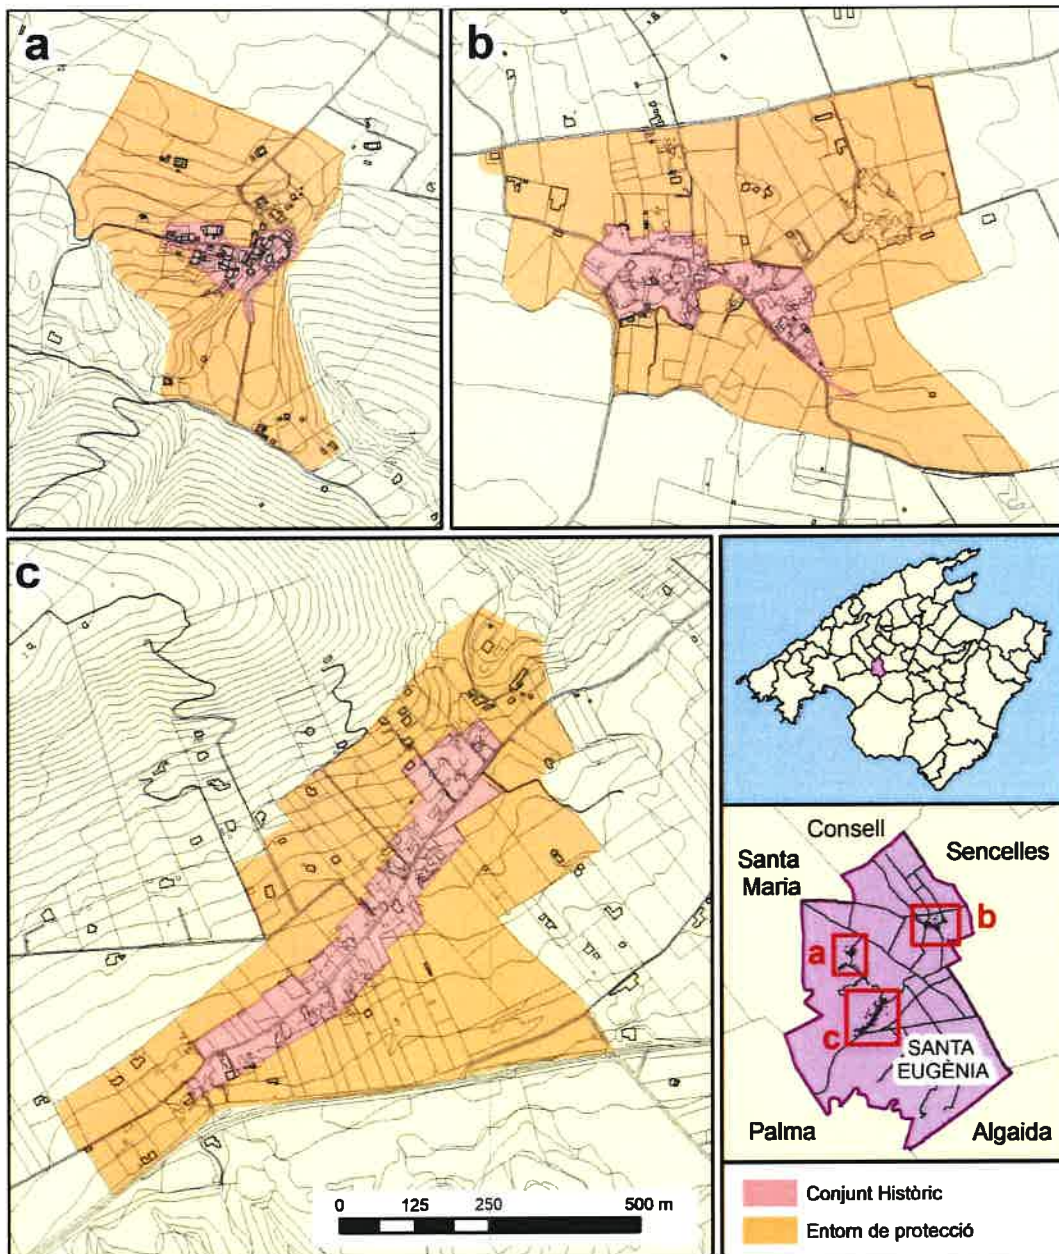 a
b
c
Consell
Santa
Maria
Sencelles
b
a
c
SANTA
EUGÈNIA
Palma
Algaida
0 125 250 500 m
Conjunt Històric
Entorn de protecció